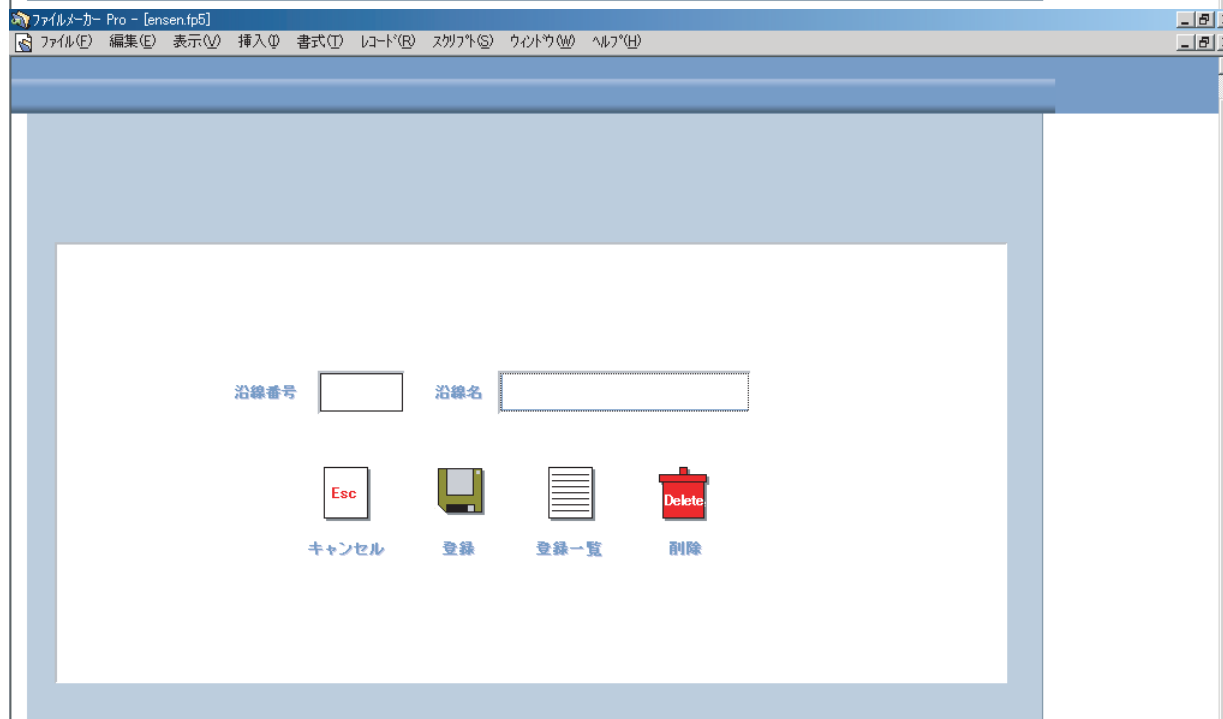 ファイルメーカー Pro - [ensen.fp5]
ファイル(F) 編集(E) 表示(V) 挿入(I) 書式(T) レコード(R) スクリプト(S) ウィンドウ(W) ヘルプ(H)
沿線番号 沿線名
Esc Delete
キャンセル 登録 登録一覧 削除